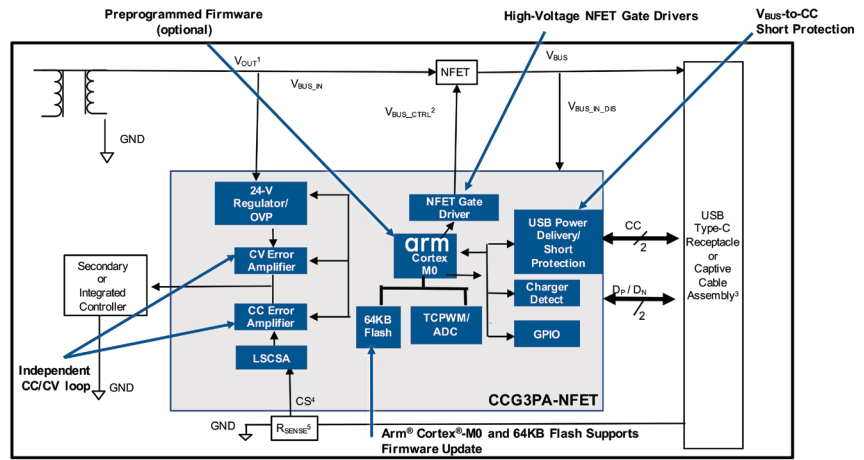 Preprogrammed Firmware
(optional)
High-Voltage NFET Gate Drivers
VBUS-to-CC
Short Protection
VOUT1
VBUS_IN
NFET
VBUS
VBUS_CTRL2
VBUS_IN_DIS
GND
24-V
Regulator/
OVP
NFET Gate
Driver
USB Power
Delivery/
Short
Protection
CC
2
USB
Type-C
Receptacle
or
Captive
Cable
Assembly3
arm
Cortex
M0
CV Error
Amplifier
Secondary
or
Integrated
Controller
Charger
Detect
DP / DN
2
CC Error
Amplifier
64KB
Flash
TCPWM/
ADC
GPIO
LSCSA
Independent
CC/CV loop
GND
CS4
CCG3PA-NFET
GND
RSENSE5
Arm® Cortex®-M0 and 64KB Flash Supports
Firmware Update